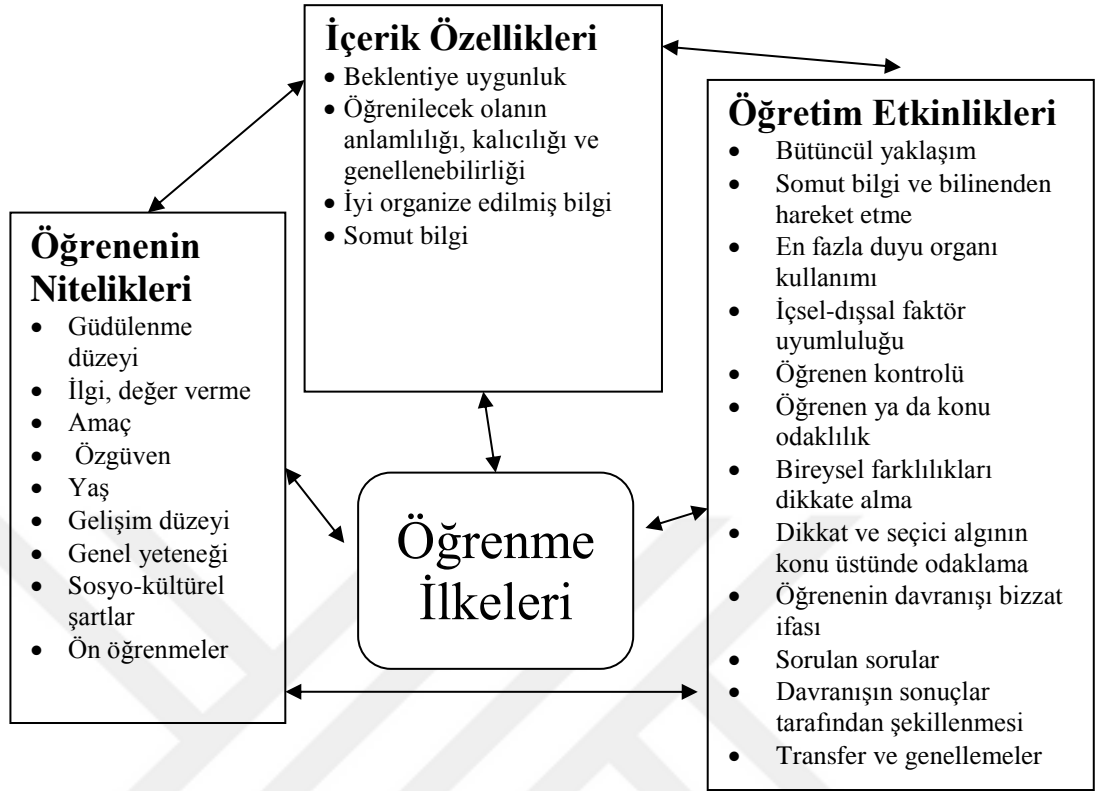 İçerik Özellikleri
• Beklentiye uygunluk
• Öğrenilecek olanın
anlamlılığı, kalıcılığı ve
genellenebilirliği
• İyi organize edilmiş bilgi
• Somut bilgi
Öğrenenin
Nitelikleri
• Güdülenme
düzeyi
• İlgi, değer verme
• Amaç
• Özgüven
• Yaş
• Gelişim düzeyi
• Genel yeteneği
• Sosyo-kültürel
şartlar
• Ön öğrenmeler
Öğrenme
İlkeleri
Öğretim Etkinlikleri
• Bütüncül yaklaşım
• Somut bilgi ve bilinenden
hareket etme
• En fazla duyu organı
kullanımı
• İçsel-dışsal faktör
uyumluluğu
• Öğrenen kontrolü
• Öğrenen ya da konu
odaklılık
• Bireysel farklılıkları
dikkate alma
• Dikkat ve seçici algının
konu üstünde odaklama
• Öğrenenin davranışı bizzat
ifası
• Sorulan sorular
• Davranışın sonuçlar
tarafından şekillenmesi
• Transfer ve genellemeler